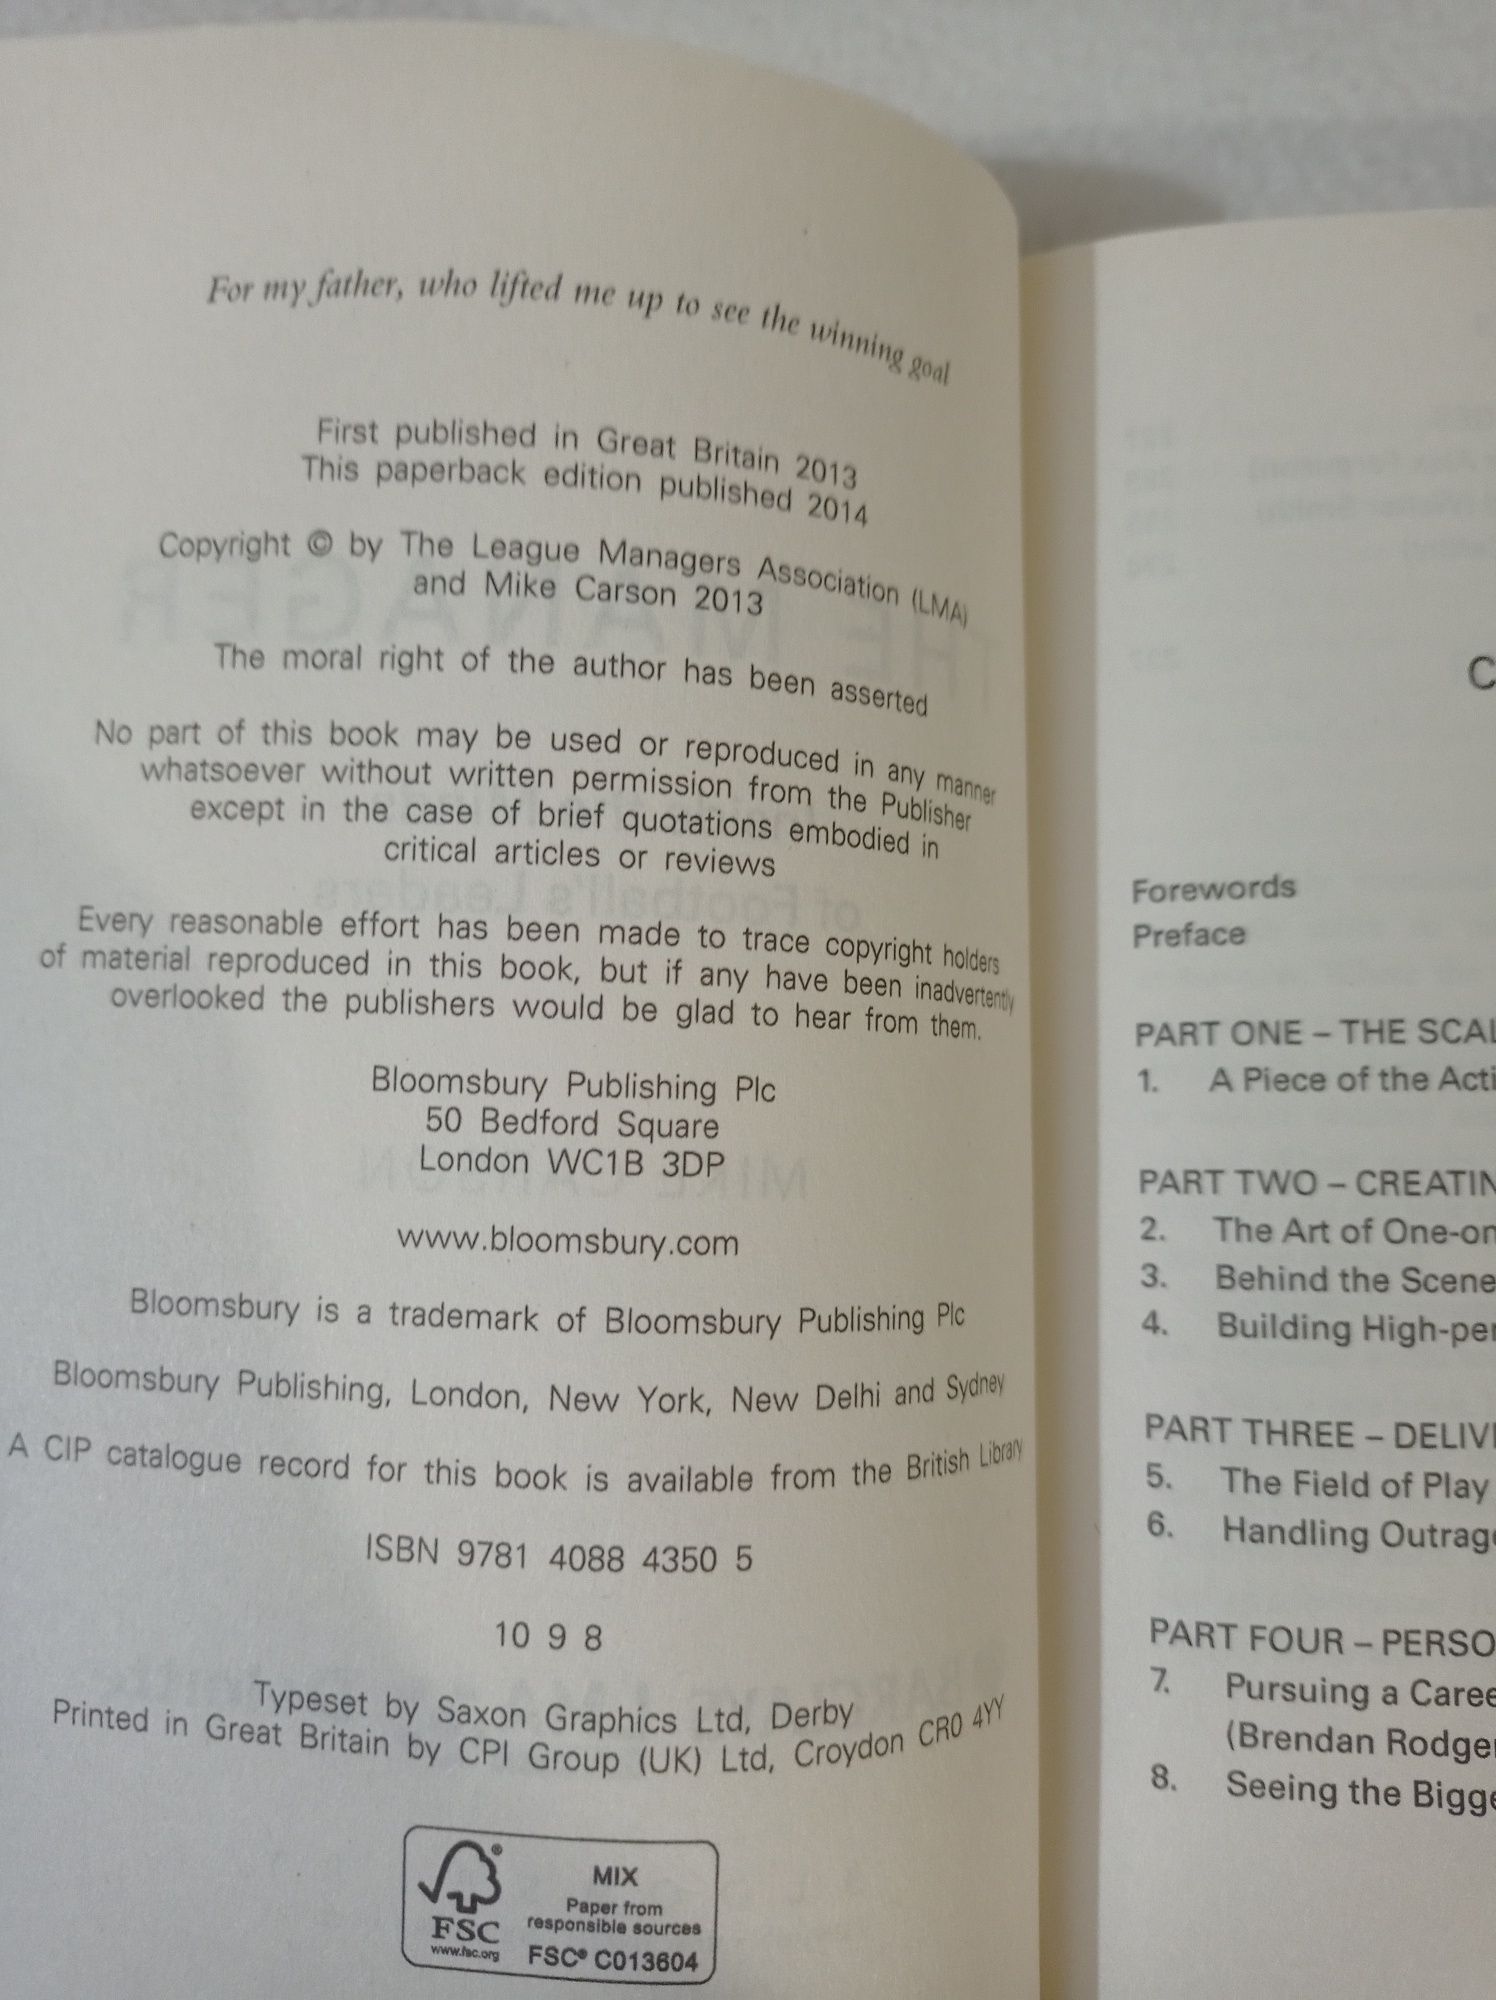 For my father, who lifted me up to see the winning goal
First published in Great Britain 2013
This paperback edition published 2014
Copyright © by The League Managers Association (LMA)
and Mike Carson 2013
The moral right of the author has been asserted
No part of this book may be used or reproduced in any manner
whatsoever without written permission from the Publisher
except in the case of brief quotations embodied in
critical articles or reviews
Every reasonable effort has been made to trace copyright holders
of material reproduced in this book, but if any have been inadvertently
overlooked the publishers would be glad to hear from them.
Bloomsbury Publishing Plc
50 Bedford Square
London WC1B 3DP
www.bloomsbury.com
Bloomsbury is a trademark of Bloomsbury Publishing Plc
Bloomsbury Publishing, London, New York, New Delhi and Sydney
A CIP catalogue record for this book is available from the British Library
ISBN 9781 4088 4350 5
10 9 8
Typeset by Saxon Graphics Ltd, Derby
Printed in Great Britain by CPI Group (UK) Ltd, Croydon CR0 4YY
FSC
www.fsc.org
MIX
Paper from
responsible sources
FSC® C013604
C
Forewords
Preface
PART ONE – THE SCAL
1. A Piece of the Acti
PART TWO – CREATIN
2. The Art of One-on
3. Behind the Scene
4. Building High-per
PART THREE – DELIV
5. The Field of Play
6. Handling Outrage
PART FOUR – PERSO
7. Pursuing a Caree
(Brendan Rodger
8. Seeing the Bigge